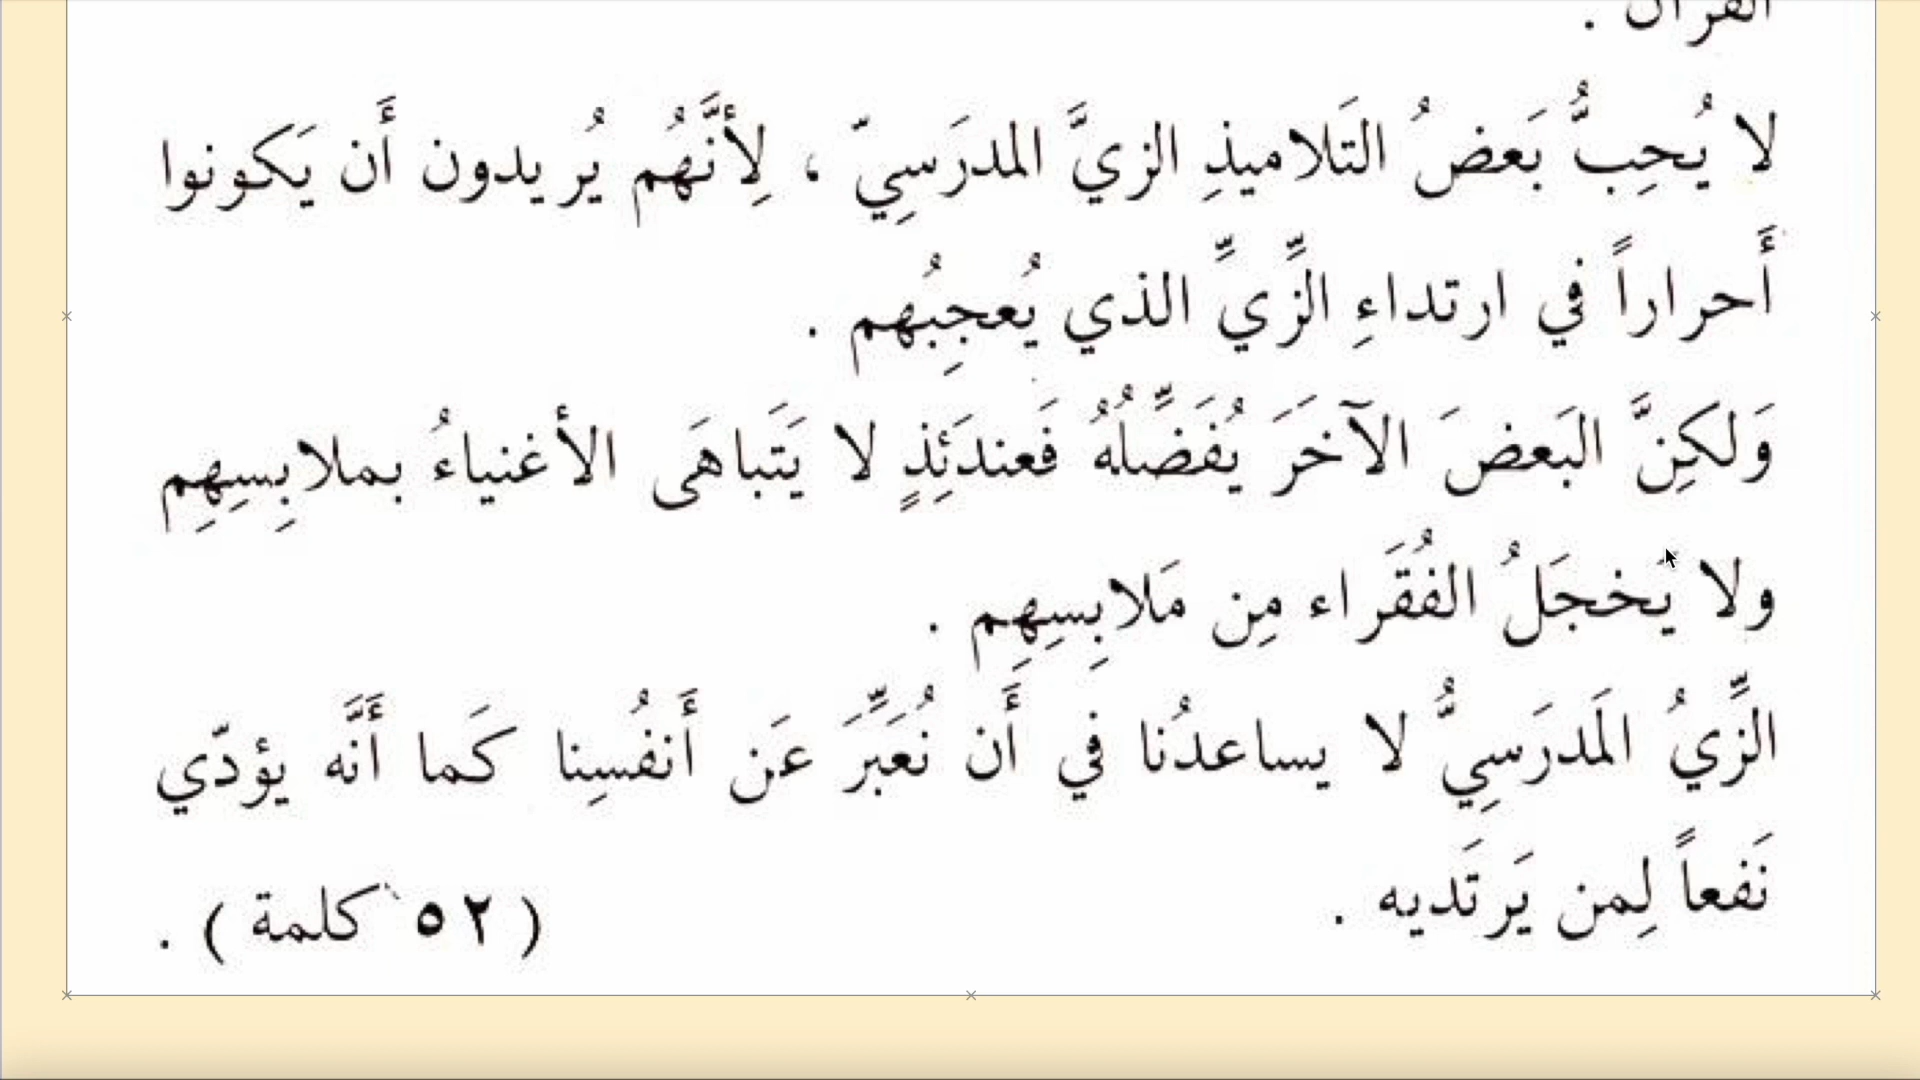 القرآن .
لا يُحِبُّ بَعضُ التَلاميذِ الزيَّ المدرَسِيّ ، لِأَنَّهُم يُريدون أَن يَكونوا
أَحراراً في ارتداءِ الزِّيِّ الذي يُعجِبُهم .
وَلكِنَّ البَعضَ الآخَرَ يُفَضِّلُهُ فَعندَئِذٍ لا يَتَباهَى الأغنياءُ بملابِسِهِم
ولا يَخجَلُ الفُقَراء مِن مَلابِسِهِم .
الزِّيُ المَدرَسِيُّ لا يساعدُنا في أَن نُعَبِّرَ عَن أَنفُسِنا كَما أَنَّه يؤدّي
نَفعاً لِمن يَرتَديه .
( ٥٢ كلمة ) .